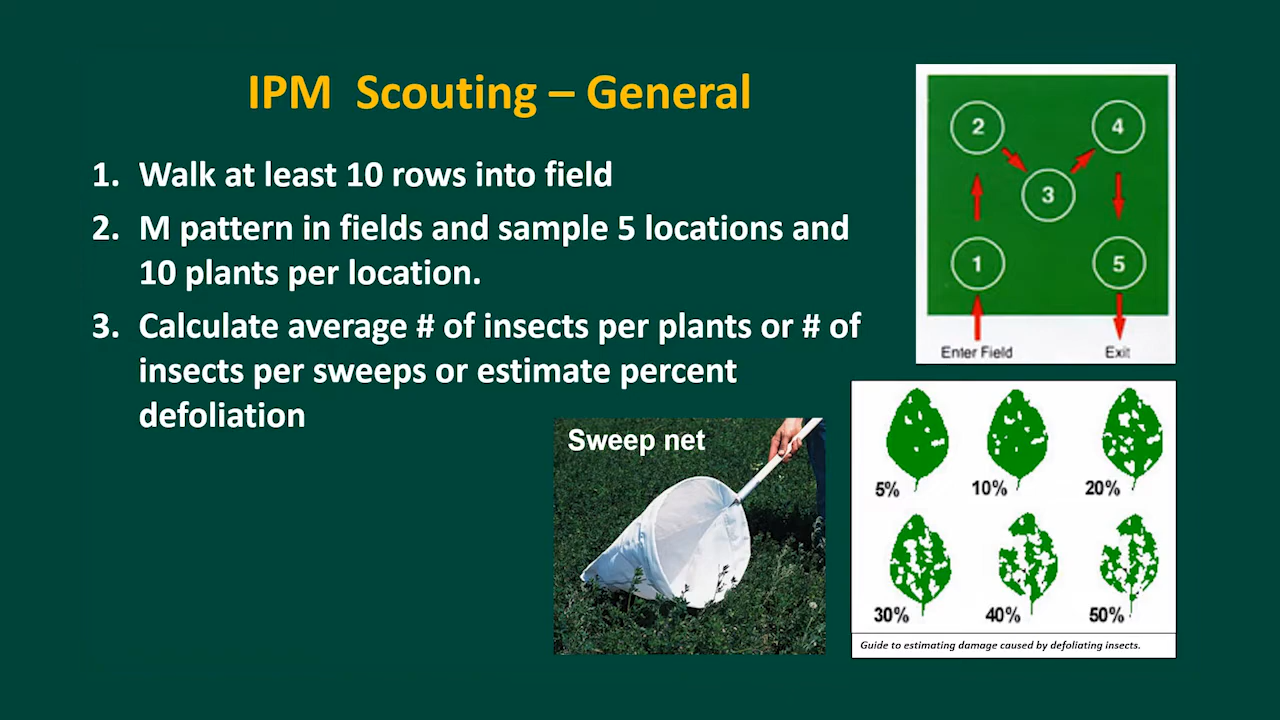 IPM  Scouting – General
1. Walk at least 10 rows into field
2. M pattern in fields and sample 5 locations and
10 plants per location.
3. Calculate average # of insects per plants or # of
insects per sweeps or estimate percent
defoliation
2 4
3
1 5
Enter Field Exit
Sweep net
5% 10% 20%
30% 40% 50%
Guide to estimating damage caused by defoliating insects.